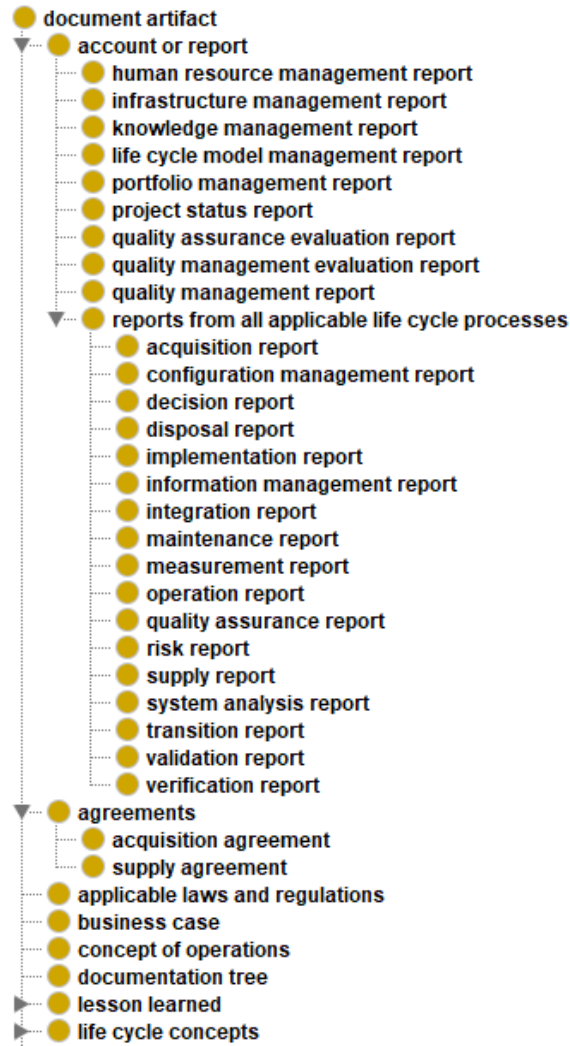 document artifact
account or report
human resource management report
infrastructure management report
knowledge management report
life cycle model management report
portfolio management report
project status report
quality assurance evaluation report
quality management evaluation report
quality management report
reports from all applicable life cycle processes
acquisition report
configuration management report
decision report
disposal report
implementation report
information management report
integration report
maintenance report
measurement report
operation report
quality assurance report
risk report
supply report
system analysis report
transition report
validation report
verification report
agreements
acquisition agreement
supply agreement
applicable laws and regulations
business case
concept of operations
documentation tree
lesson learned
life cycle concepts